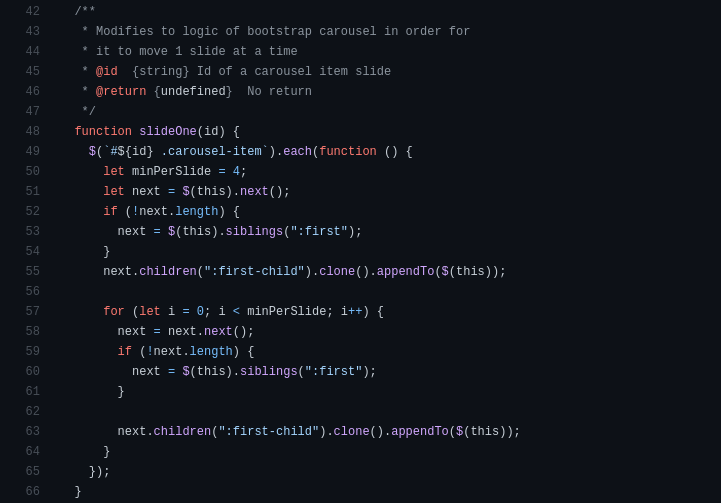 42 /**
43 * Modifies to logic of bootstrap carousel in order for
44 * it to move 1 slide at a time
45 * @id  {string} Id of a carousel item slide
46 * @return {undefined}  No return
47 */
48 function slideOne(id) {
49 $(`#${id} .carousel-item`).each(function () {
50 let minPerSlide = 4;
51 let next = $(this).next();
52 if (!next.length) {
53 next = $(this).siblings(":first");
54 }
55 next.children(":first-child").clone().appendTo($(this));
56
57 for (let i = 0; i < minPerSlide; i++) {
58 next = next.next();
59 if (!next.length) {
60 next = $(this).siblings(":first");
61 }
62
63 next.children(":first-child").clone().appendTo($(this));
64 }
65 });
66 }